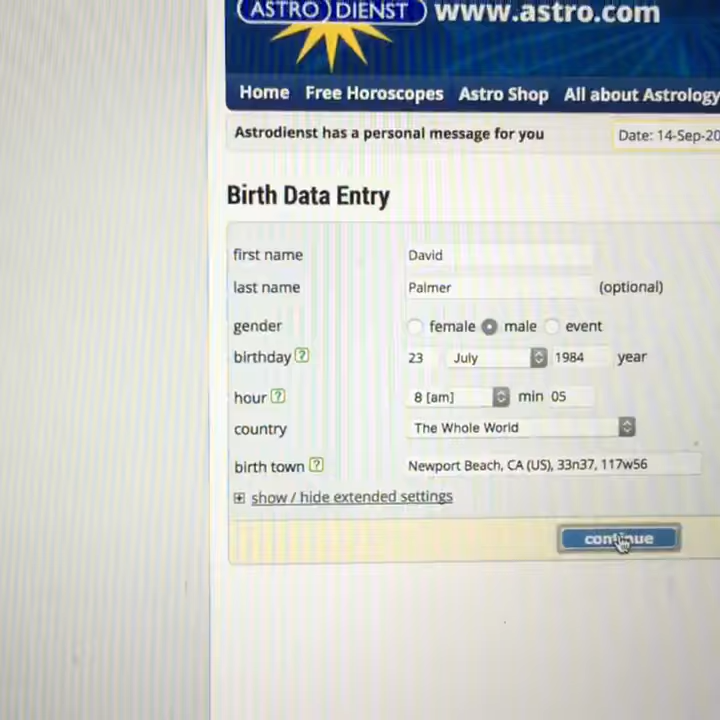 ASTRO DIENST www.astro.com
Home Free Horoscopes Astro Shop All about Astrology
Astrodienst has a personal message for you Date: 14-Sep-20
Birth Data Entry
first name David
last name Palmer (optional)
gender female male event
birthday ? 23 July 1984 year
hour ? 8 [am] min 05
country The Whole World
birth town ? Newport Beach, CA (US), 33n37, 117w56
show / hide extended settings
continue